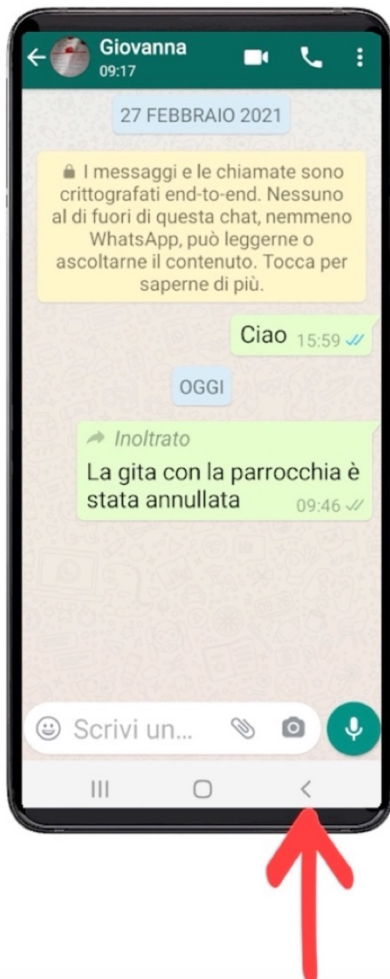 Giovanna
09:17
27 FEBBRAIO 2021
I messaggi e le chiamate sono
crittografati end-to-end. Nessuno
al di fuori di questa chat, nemmeno
WhatsApp, può leggerne o
ascoltarne il contenuto. Tocca per
saperne di più.
Ciao 15:59
OGGI
Inoltrato
La gita con la parrocchia è
stata annullata 09:46
Scrivi un...